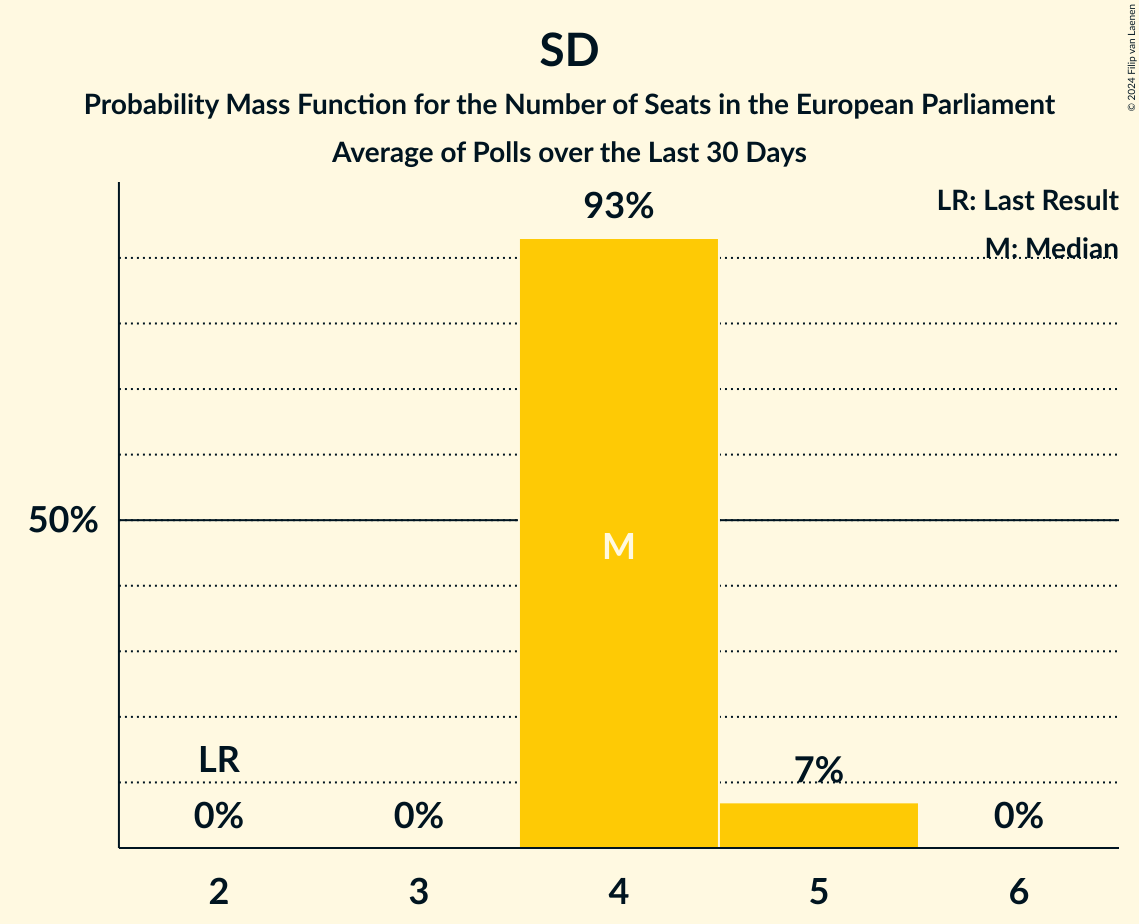 SD
Probability Mass Function for the Number of Seats in the European Parliament
Average of Polls over the Last 30 Days
© 2024 Filip van Laenen
LR: Last Result
M: Median
93%
50%
M
LR
7%
0%
0%
0%
2
3
4
5
6